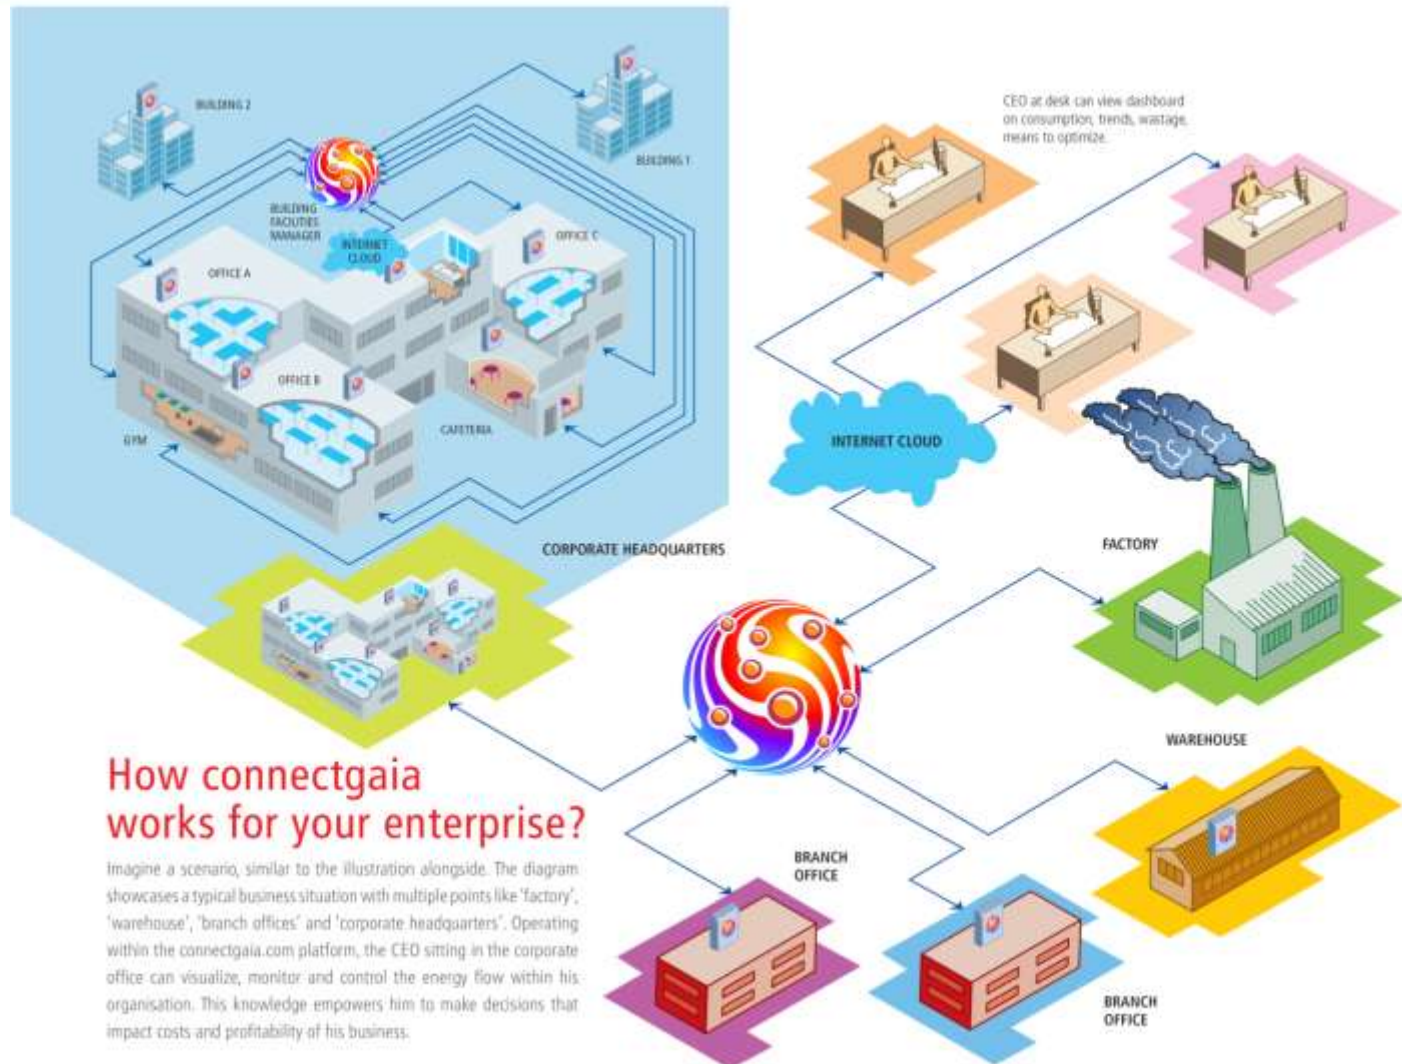 BUILDING 2
BUILDING 1
BUILDING
FACILITIES
MANAGER
INTERNET
CLOUD
OFFICE C
OFFICE A
OFFICE B
GYM
CAFETERIA
CEO at desk can view dashboard
on consumption, trends, wastage,
means to optimize.
INTERNET CLOUD
CORPORATE HEADQUARTERS
FACTORY
WAREHOUSE
BRANCH
OFFICE
BRANCH
OFFICE
How connectgaia
works for your enterprise?
Imagine a scenario, similar to the illustration alongside. The diagram
showcases a typical business situation with multiple points like 'factory',
'warehouse', 'branch offices' and 'corporate headquarters'. Operating
within the connectgaia.com platform, the CEO sitting in the corporate
office can visualize, monitor and control the energy flow within his
organisation. This knowledge empowers him to make decisions that
impact costs and profitability of his business.